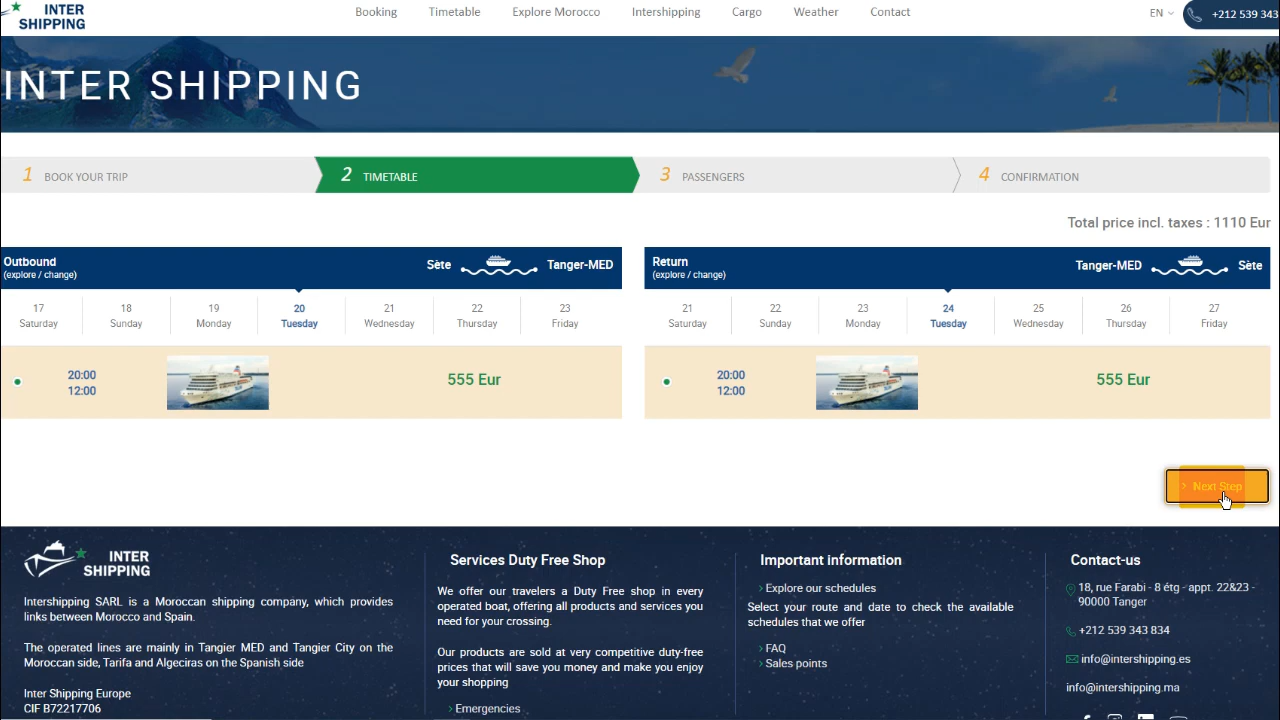 INTER
SHIPPING
Booking
Timetable
Explore Morocco
Intershipping
Cargo
Weather
Contact
EN
+212 539 343
INTER SHIPPING
1 BOOK YOUR TRIP
2 TIMETABLE
3 PASSENGERS
4 CONFIRMATION
Total price incl. taxes : 1110 Eur
Outbound
(explore / change)
Sète
Tanger-MED
17
Saturday
18
Sunday
19
Monday
20
Tuesday
21
Wednesday
22
Thursday
23
Friday
20:00
12:00
555 Eur
Return
(explore / change)
Tanger-MED
Sète
21
Saturday
22
Sunday
23
Monday
24
Tuesday
25
Wednesday
26
Thursday
27
Friday
20:00
12:00
555 Eur
› Next Step
INTER
SHIPPING
Intershipping SARL is a Moroccan shipping company, which provides
links between Morocco and Spain.
The operated lines are mainly in Tangier MED and Tangier City on the
Moroccan side, Tarifa and Algeciras on the Spanish side
Inter Shipping Europe
CIF B72217706
Services Duty Free Shop
We offer our travelers a Duty Free shop in every
operated boat, offering all products and services you
need for your crossing.
Our products are sold at very competitive duty-free
prices that will save you money and make you enjoy
your shopping
› Emergencies
Important information
› Explore our schedules
Select your route and date to check the available
schedules that we offer
› FAQ
› Sales points
Contact-us
18, rue Farabi - 8 étg - appt. 22&23 -
90000 Tanger
+212 539 343 834
info@intershipping.es
info@intershipping.ma